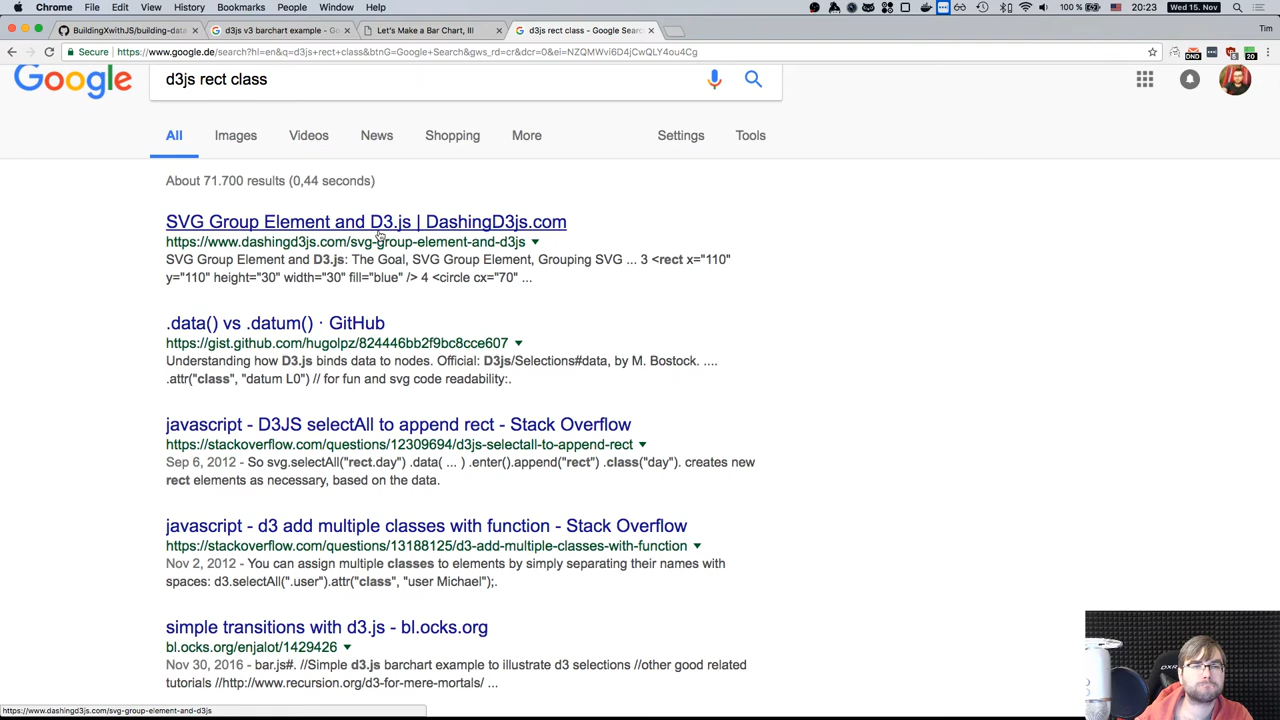 Chrome File Edit View History Bookmarks People Window Help 100 % 20:23 Wed 15. Nov
BuildingXwithJS/building-data d3js v3 barchart example - Go Let's Make a Bar Chart, III d3js rect class - Google Searc Tim
Secure https://www.google.de/search?hl=en&q=d3js+rect+class&btnG=Google+Search&gws_rd=cr&dcr=0&ei=NZQMWvi6D4jCwQLY4ou4Cg
Google d3js rect class
All Images Videos News Shopping More Settings Tools
About 71.700 results (0,44 seconds)
SVG Group Element and D3.js | DashingD3js.com
https://www.dashingd3js.com/svg-group-element-and-d3js
SVG Group Element and D3.js: The Goal, SVG Group Element, Grouping SVG ... 3 <rect x="110"
y="110" height="30" width="30" fill="blue" /> 4 <circle cx="70" ...
.data() vs .datum() · GitHub
https://gist.github.com/hugolpz/824446bb2f9bc8cce607
Understanding how D3.js binds data to nodes. Official: D3js/Selections#data, by M. Bostock. ....
.attr("class", "datum L0") // for fun and svg code readability:.
javascript - D3JS selectAll to append rect - Stack Overflow
https://stackoverflow.com/questions/12309694/d3js-selectall-to-append-rect
Sep 6, 2012 - So svg.selectAll("rect.day") .data( ... ) .enter().append("rect") .class("day"). creates new
rect elements as necessary, based on the data.
javascript - d3 add multiple classes with function - Stack Overflow
https://stackoverflow.com/questions/13188125/d3-add-multiple-classes-with-function
Nov 2, 2012 - You can assign multiple classes to elements by simply separating their names with
spaces: d3.selectAll(".user").attr("class", "user Michael");.
simple transitions with d3.js - bl.ocks.org
bl.ocks.org/enjalot/1429426
Nov 30, 2016 - bar.js#. //Simple d3.js barchart example to illustrate d3 selections //other good related
tutorials //http://www.recursion.org/d3-for-mere-mortals/ ...
https://www.dashingd3js.com/svg-group-element-and-d3js